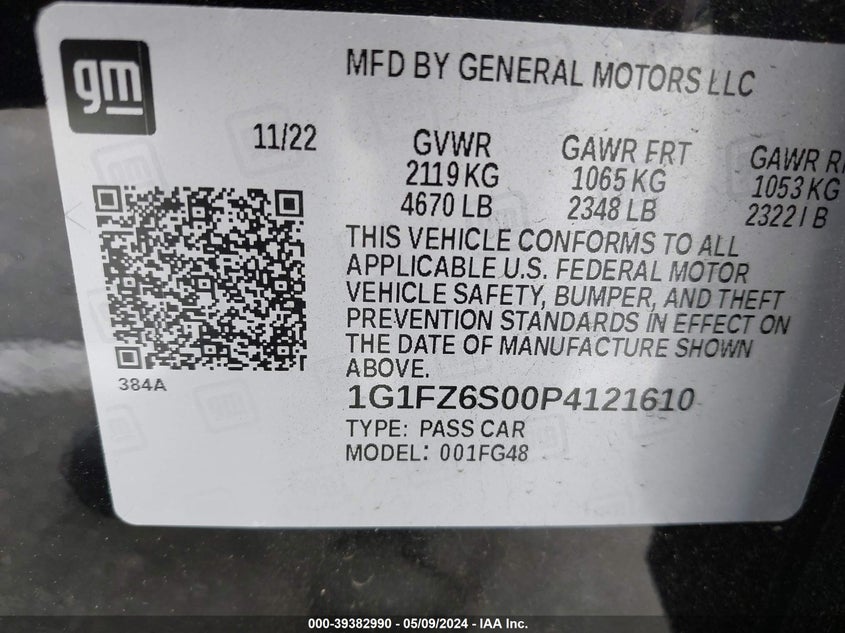 gm
MFD BY GENERAL MOTORS LLC
11/22 GVWR GAWR FRT GAWR R
2119 KG 1065 KG 1053 KG
4670 LB 2348 LB 2322 LB
THIS VEHICLE CONFORMS TO ALL
APPLICABLE U.S. FEDERAL MOTOR
VEHICLE SAFETY, BUMPER, AND THEFT
PREVENTION STANDARDS IN EFFECT ON
THE DATE OF MANUFACTURE SHOWN
ABOVE.
384A
1G1FZ6S00P4121610
TYPE: PASS CAR
MODEL: 001FG48
000-39382990 - 05/09/2024 - IAA Inc.